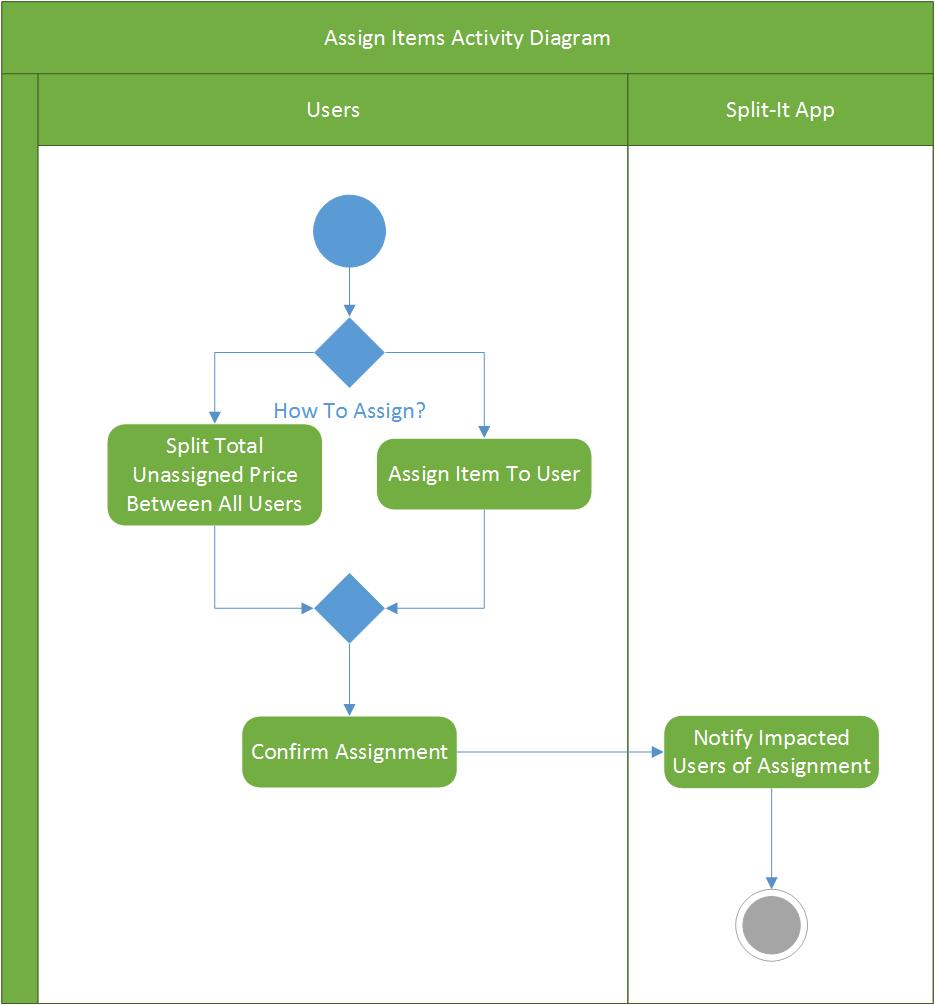 Assign Items Activity Diagram
Users
Split-It App
How To Assign?
Split Total
Unassigned Price
Between All Users
Assign Item To User
Confirm Assignment
Notify Impacted
Users of Assignment